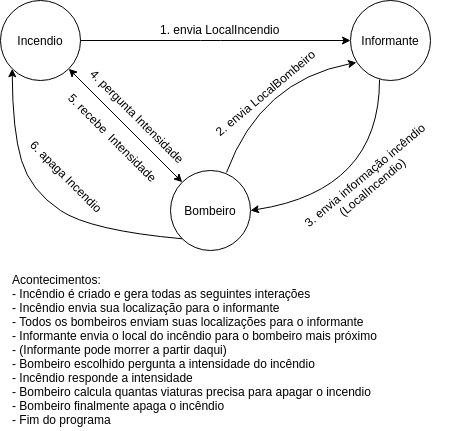 Incendio
1. envia LocalIncendio
Informante
4. pergunta Intensidade
5. recebe Intensidade
2. envia LocalBombeiro
6. apaga Incendio
Bombeiro
3. envia informação incêndio
(LocalIncendio)
Acontecimentos:
- Incêndio é criado e gera todas as seguintes interações
- Incêndio envia sua localização para o informante
- Todos os bombeiros enviam suas localizações para o informante
- Informante envia o local do incêndio para o bombeiro mais próximo
- (Informante pode morrer a partir daqui)
- Bombeiro escolhido pergunta a intensidade do incêndio
- Incêndio responde a intensidade
- Bombeiro calcula quantas viaturas precisa para apagar o incendio
- Bombeiro finalmente apaga o incêndio
- Fim do programa